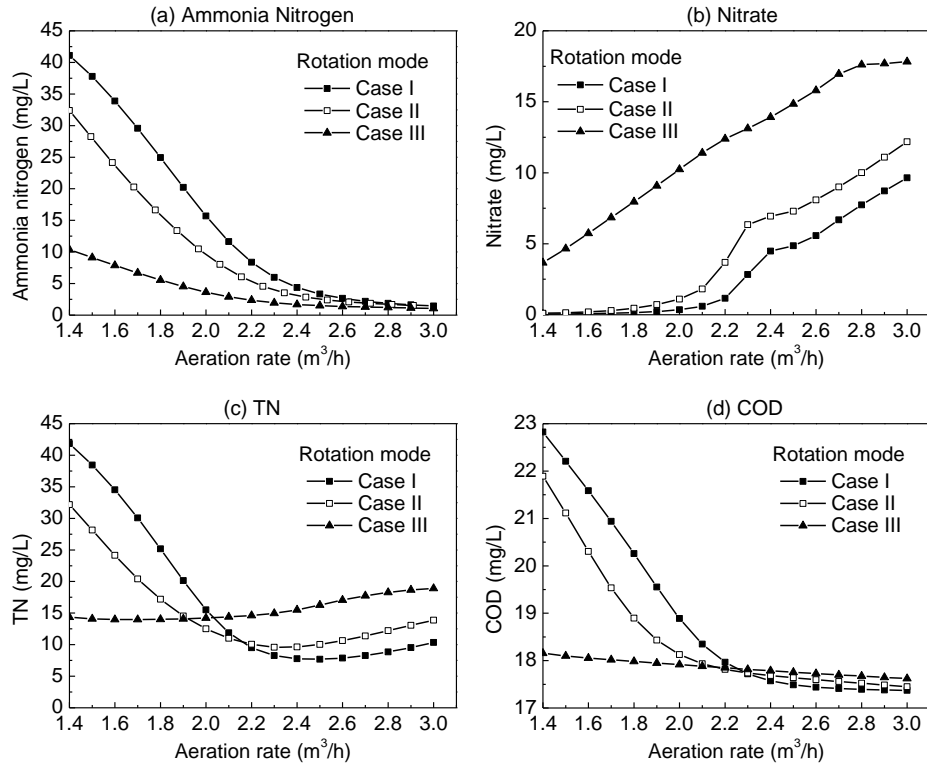 (a) Ammonia Nitrogen
Ammonia nitrogen (mg/L)
45
40
35
30
25
20
15
10
5
0
Rotation mode
Case I
Case II
Case III
1.4 1.6 1.8 2.0 2.2 2.4 2.6 2.8 3.0
Aeration rate (m³/h)
(b) Nitrate
Nitrate (mg/L)
20
15
10
5
0
Rotation mode
Case I
Case II
Case III
1.4 1.6 1.8 2.0 2.2 2.4 2.6 2.8 3.0
Aeration rate (m³/h)
(c) TN
TN (mg/L)
45
40
35
30
25
20
15
10
5
0
Rotation mode
Case I
Case II
Case III
1.4 1.6 1.8 2.0 2.2 2.4 2.6 2.8 3.0
Aeration rate (m³/h)
(d) COD
COD (mg/L)
23
22
21
20
19
18
17
Rotation mode
Case I
Case II
Case III
1.4 1.6 1.8 2.0 2.2 2.4 2.6 2.8 3.0
Aeration rate (m³/h)